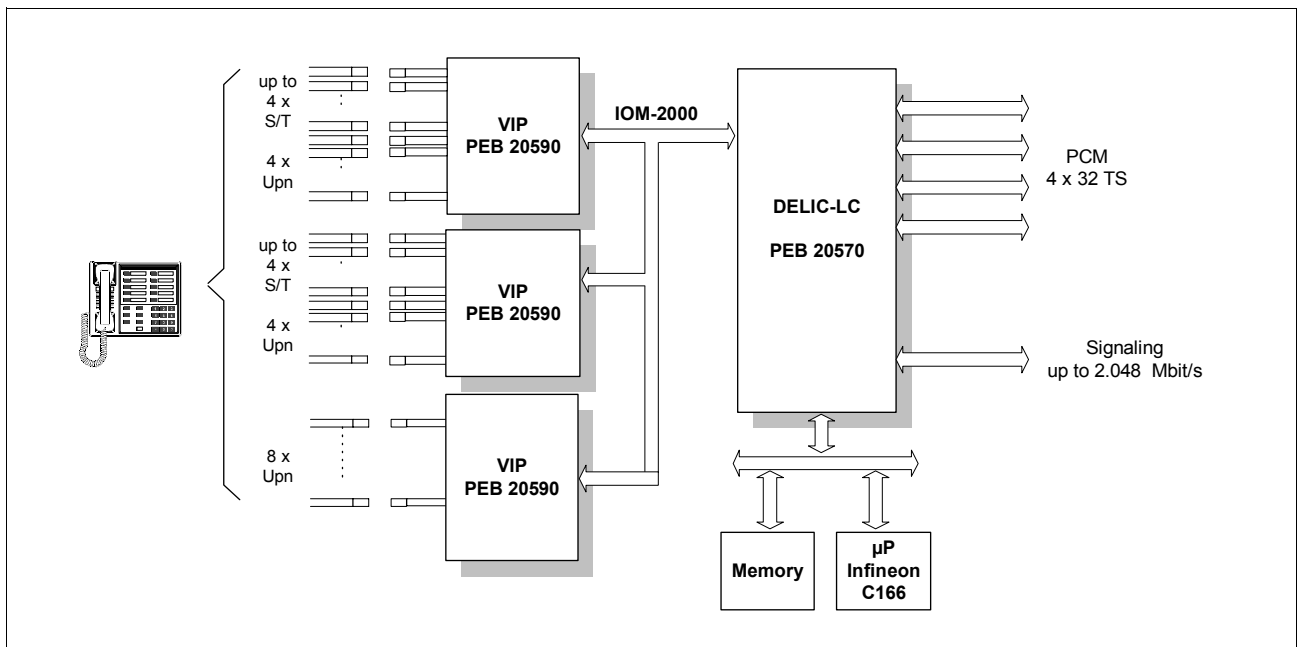 up to
4 x
S/T
4 x
Upn
up to
4 x
S/T
4 x
Upn
8 x
Upn
VIP
PEB 20590
VIP
PEB 20590
VIP
PEB 20590
IOM-2000
DELIC-LC
PEB 20570
PCM
4 x 32 TS
Signaling
up to 2.048 Mbit/s
Memory
µP
Infineon
C166